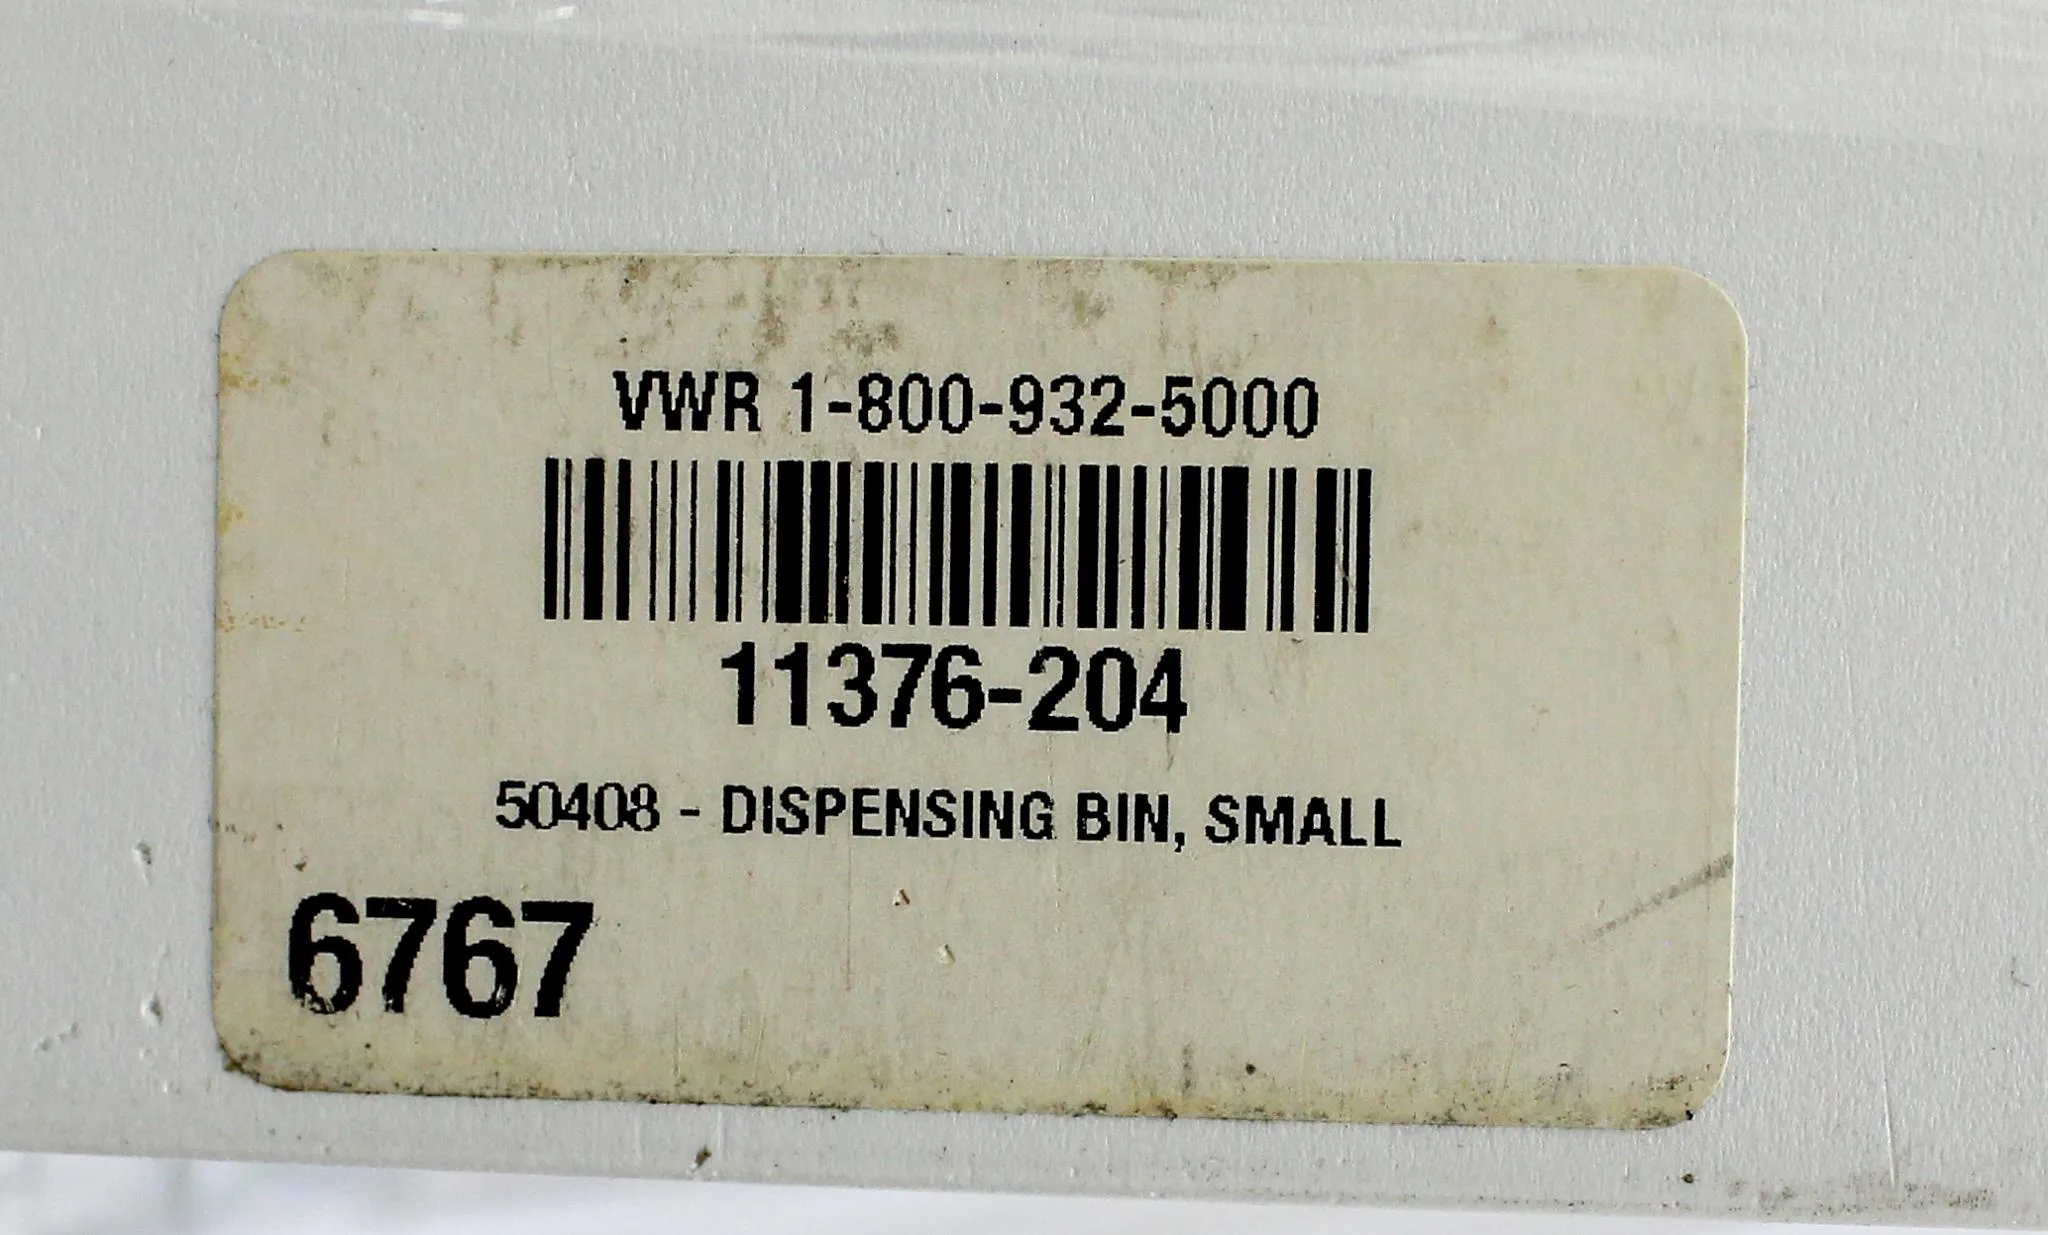 VWR 1-800-932-5000
11376-204
50408 - DISPENSING BIN, SMALL
6767